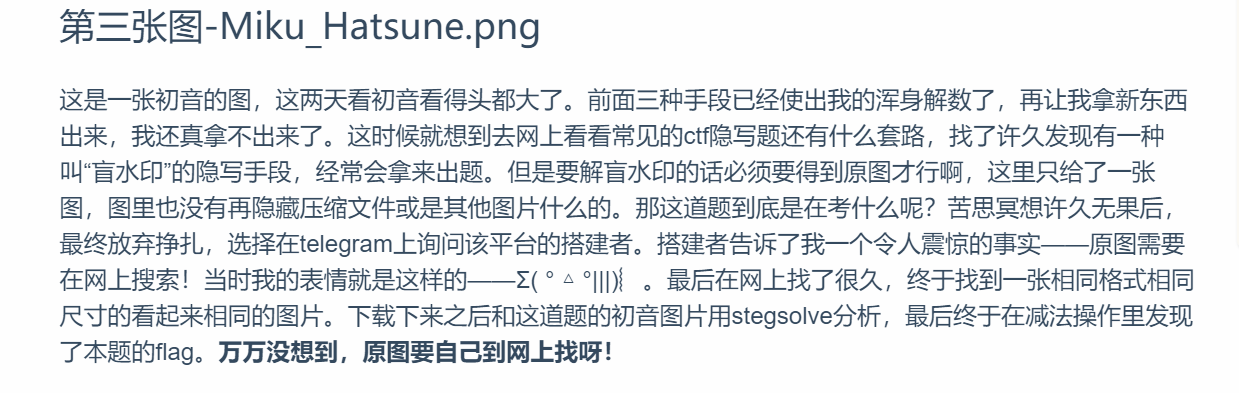 第三张图-Miku_Hatsune.png
这是一张初音的图，这两天看初音看得头都大了。前面三种手段已经使出我的浑身解数了，再让我拿新东西
出来，我还真拿不出来了。这时候就想到去网上看看常见的ctf隐写题还有什么套路，找了许久发现有一种
叫“盲水印”的隐写手段，经常会拿来出题。但是要解盲水印的话必须要得到原图才行啊，这里只给了一张
图，图里也没有再隐藏压缩文件或是其他图片什么的。那这道题到底是在考什么呢？苦思冥想许久无果后，
最终放弃挣扎，选择在telegram上询问该平台的搭建者。搭建者告诉了我一个令人震惊的事实——原图需要
在网上搜索！当时我的表情就是这样的——Σ( ° △ °|||)︴ 。最后在网上找了很久，终于找到一张相同格式相同
尺寸的看起来相同的图片。下载下来之后和这道题的初音图片用stegsolve分析，最后终于在减法操作里发现
了本题的flag。万万没想到，原图要自己到网上找呀！